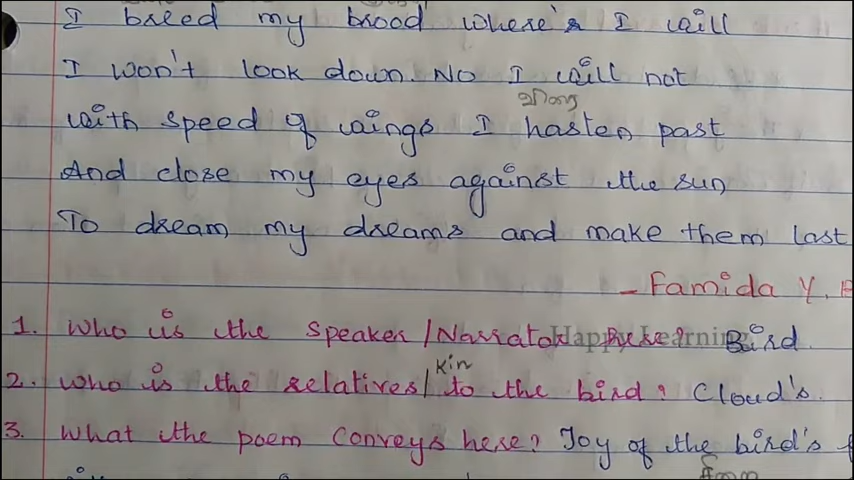 I breed my brood where's I will
I won't look down. No I will not
விரை
with speed of wings I hasten past
And close my eyes against the sun
To dream my dreams and make them last
- Famida Y.
1. Who is the speaker/Narrator here? Bird.
Happy Learning
kin
2. who is the relatives/ to the bird? Cloud's.
3. What the poem conveys here? Joy of the bird's